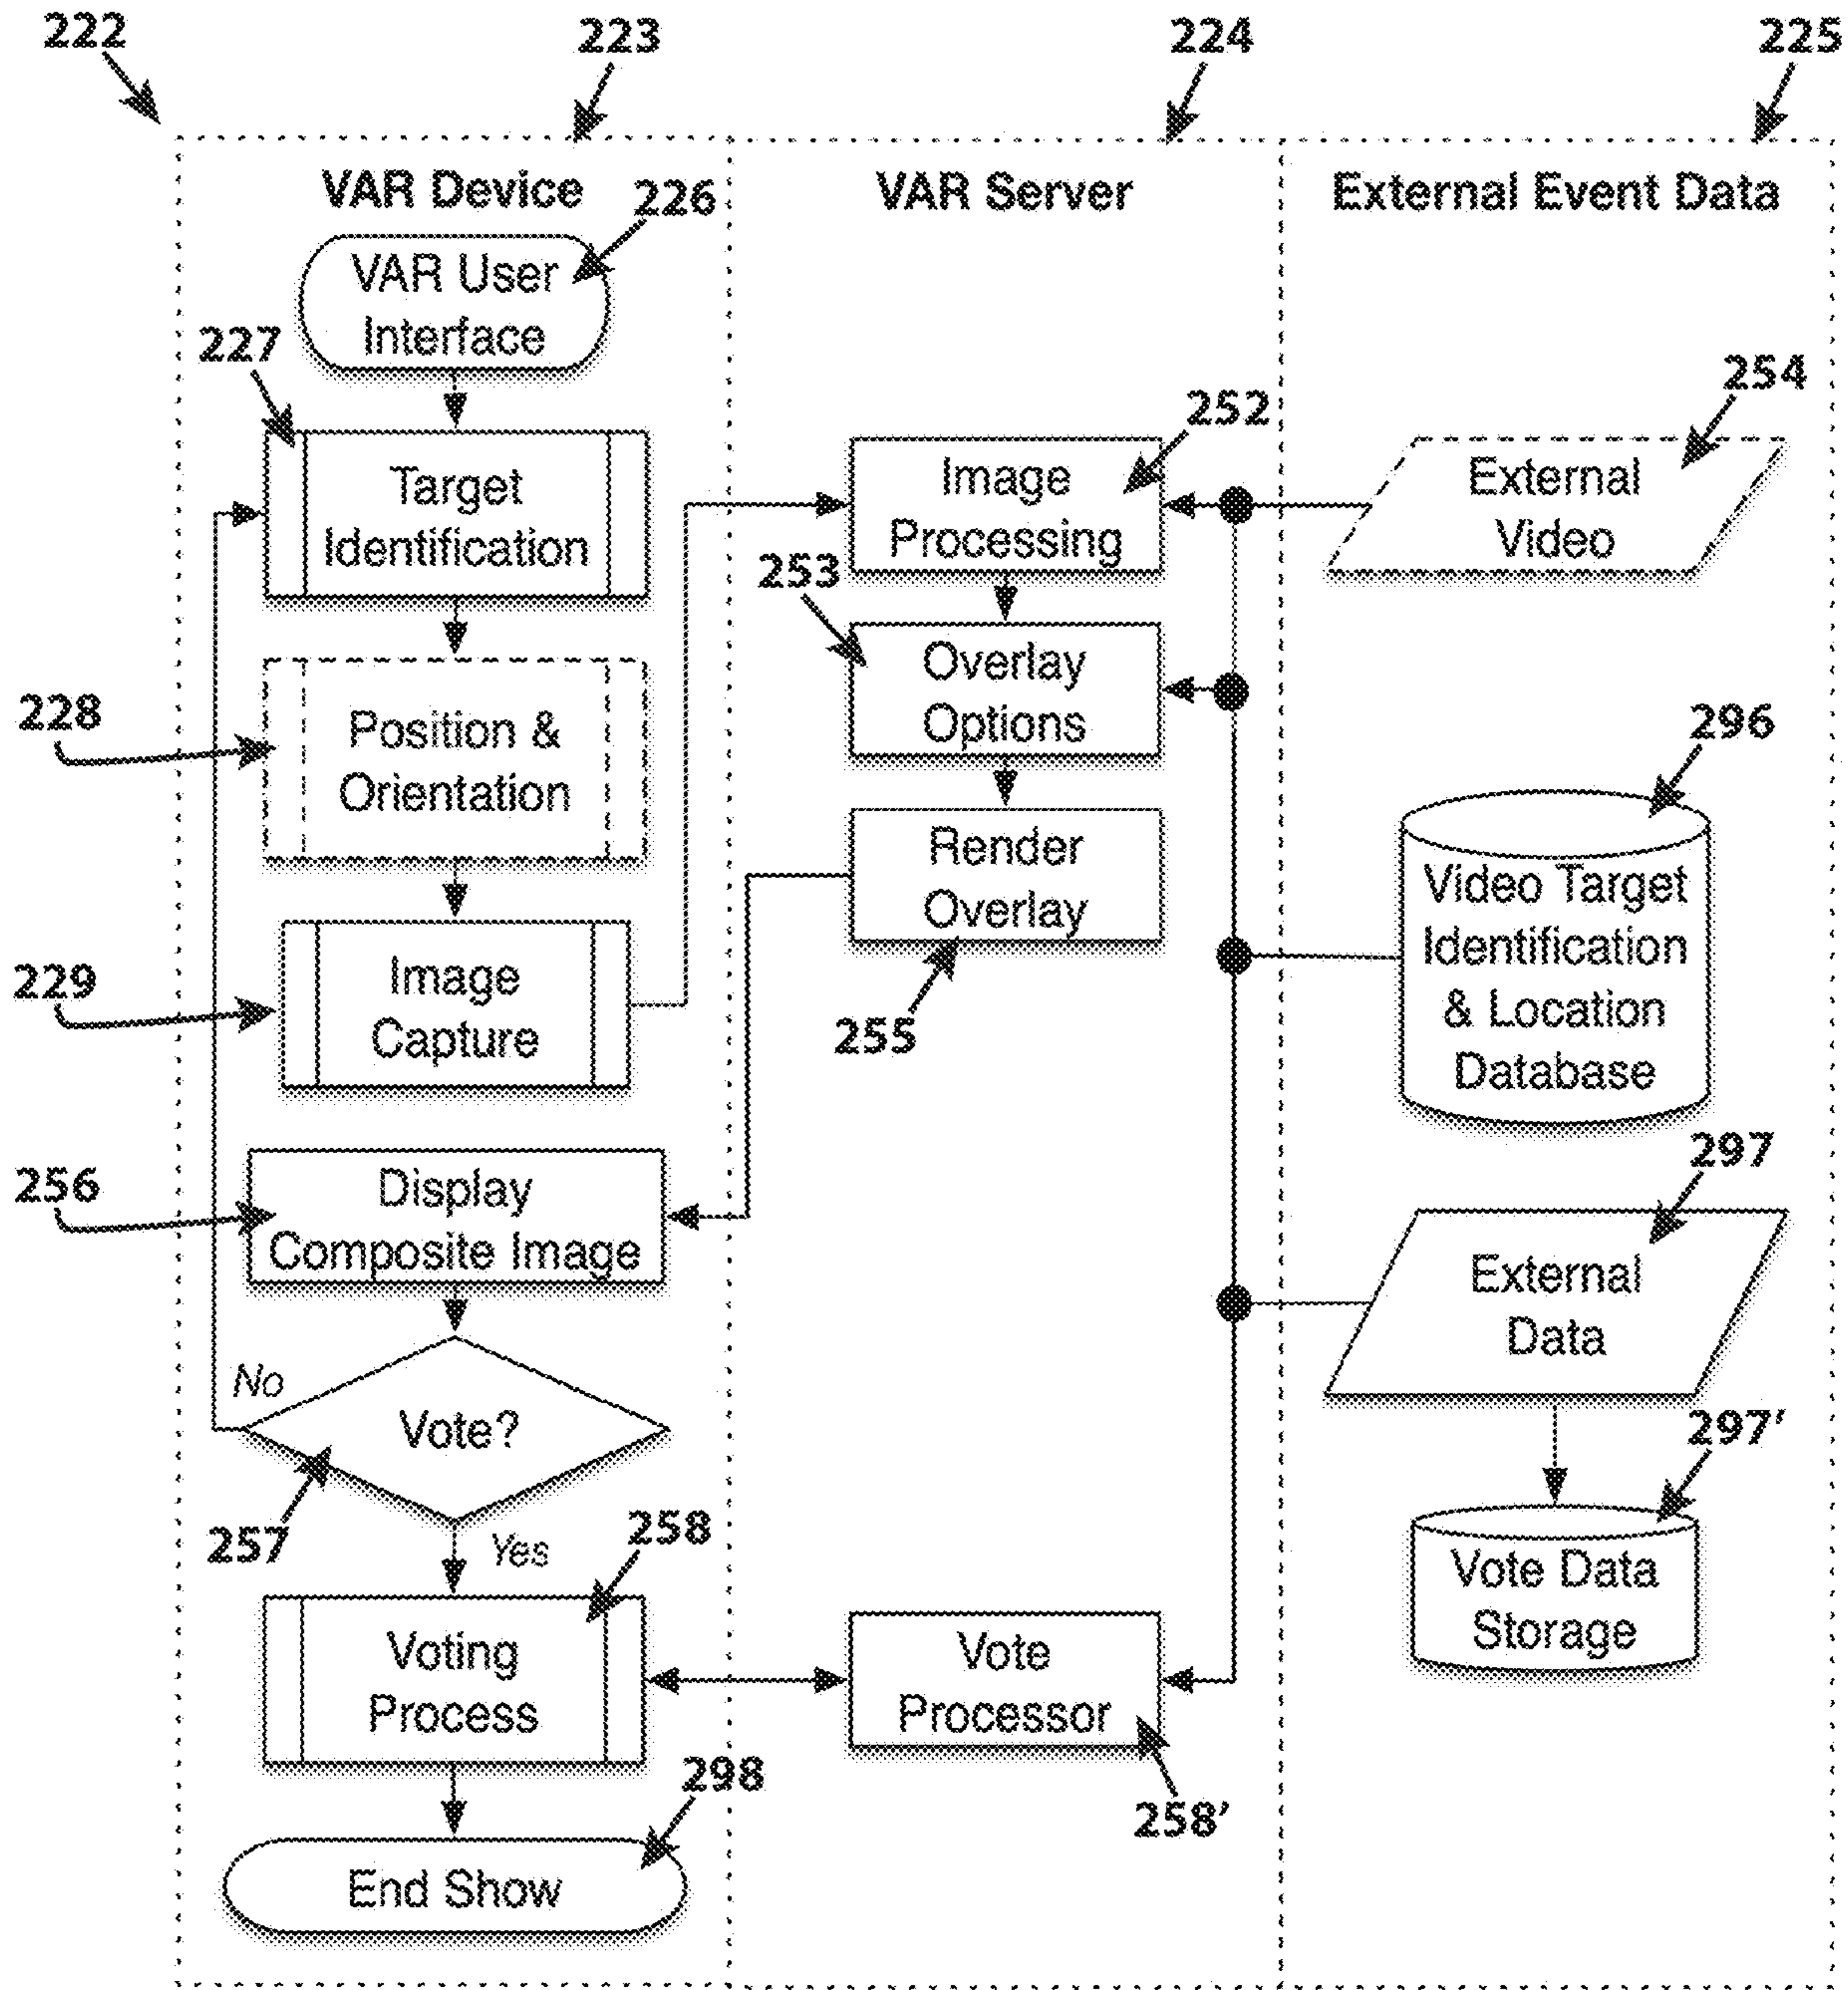 222
223
224
225
VAR Device
VAR Server
External Event Data
226
VAR User
Interface
227
Target
Identification
228
Position &
Orientation
229
Image
Capture
256
Display
Composite Image
No
Vote?
257
Yes
258
Voting
Process
298
End Show
252
Image
Processing
253
Overlay
Options
Render
Overlay
255
Vote
Processor
258'
254
External
Video
296
Video Target
Identification
& Location
Database
297
External
Data
297'
Vote Data
Storage